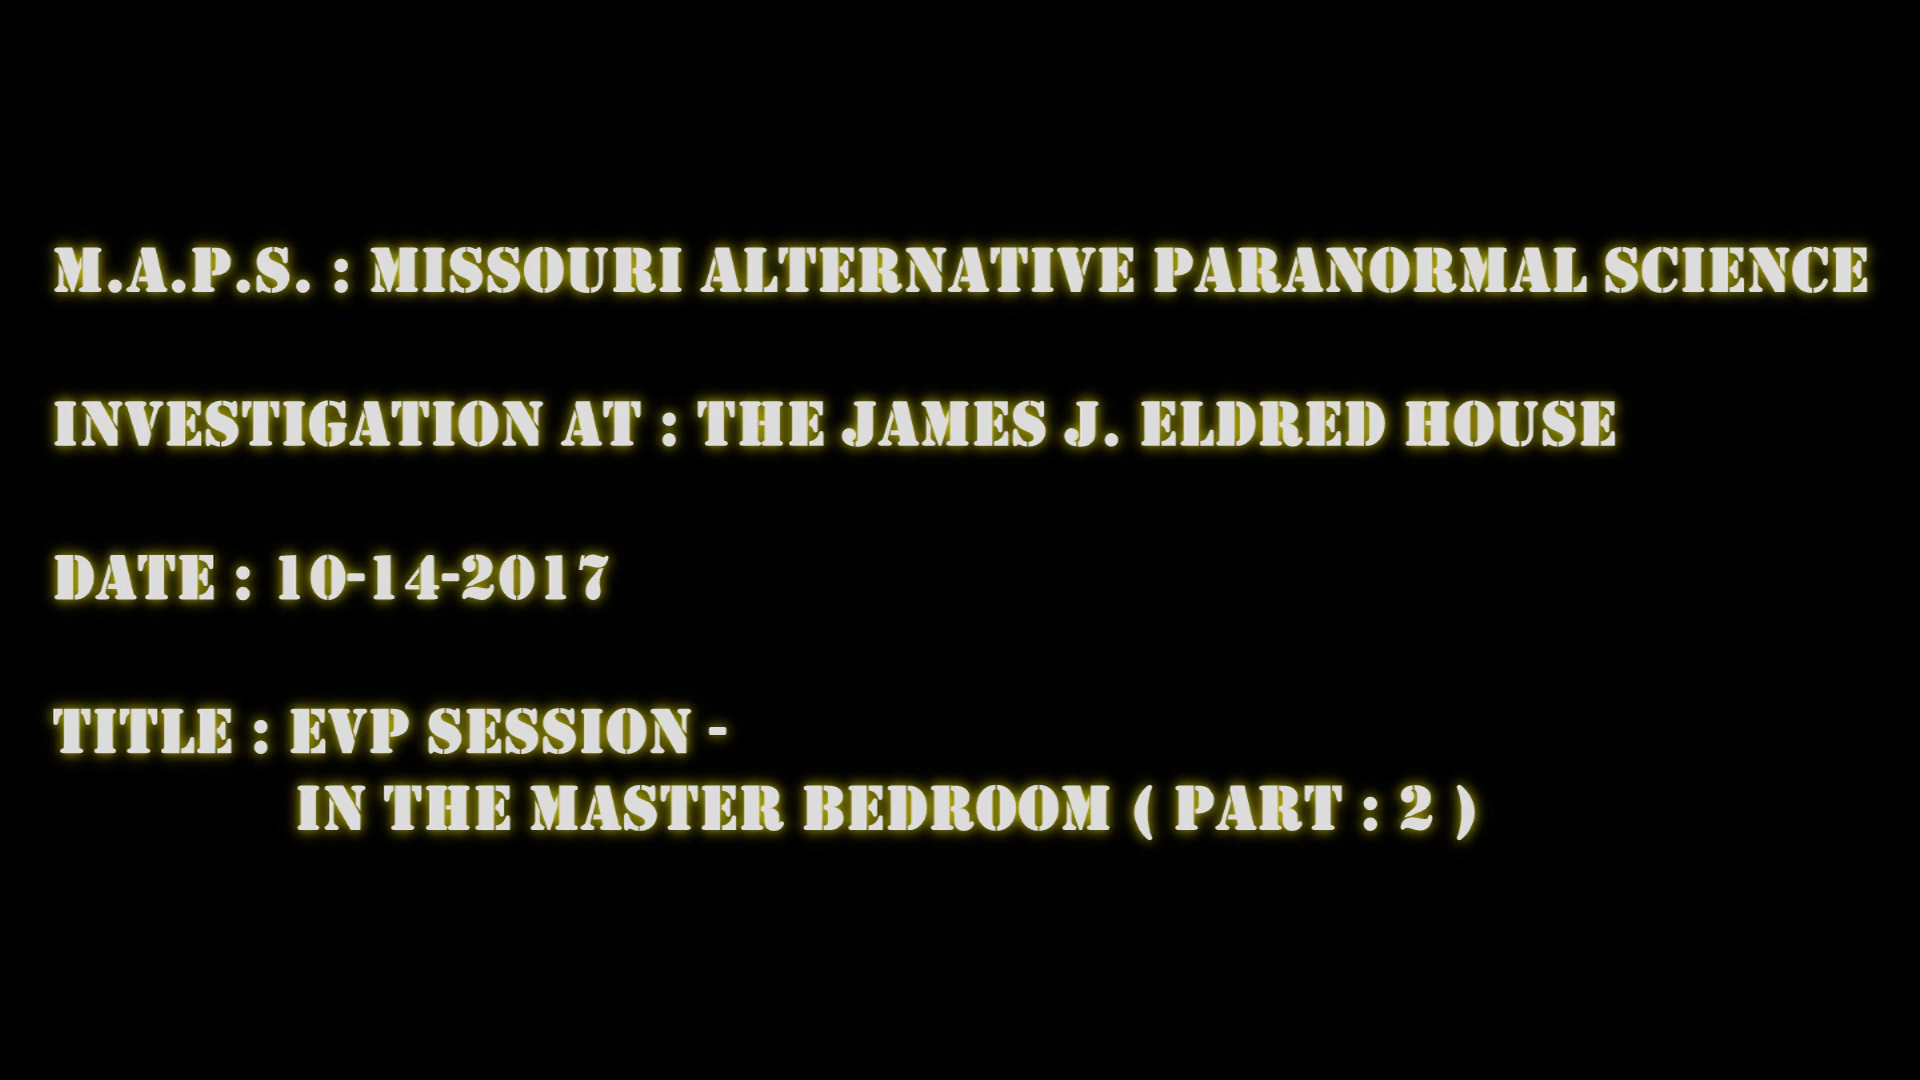 M.A.P.S. : MISSOURI ALTERNATIVE PARANORMAL SCIENCE
INVESTIGATION AT : THE JAMES J. ELDRED HOUSE
DATE : 10-14-2017
TITLE : EVP SESSION -
IN THE MASTER BEDROOM ( PART : 2 )